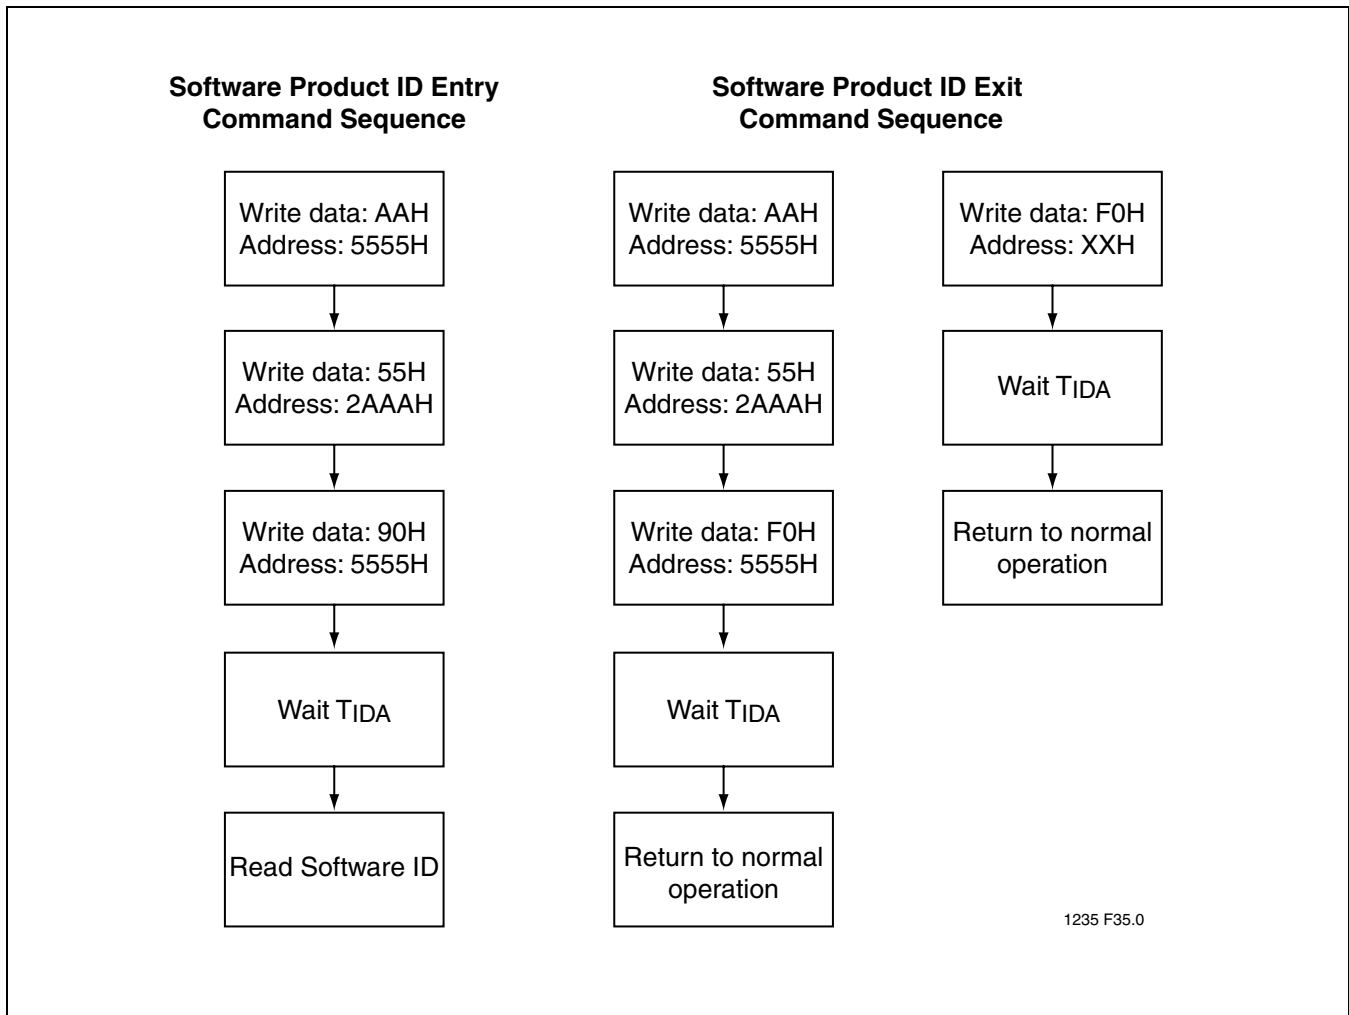 Software Product ID Entry
Command Sequence
Write data: AAH
Address: 5555H
Write data: 55H
Address: 2AAAH
Write data: 90H
Address: 5555H
Wait TIDA
Read Software ID
Software Product ID Exit
Command Sequence
Write data: AAH
Address: 5555H
Write data: 55H
Address: 2AAAH
Write data: F0H
Address: 5555H
Wait TIDA
Return to normal
operation
Write data: F0H
Address: XXH
Wait TIDA
Return to normal
operation
1235 F35.0